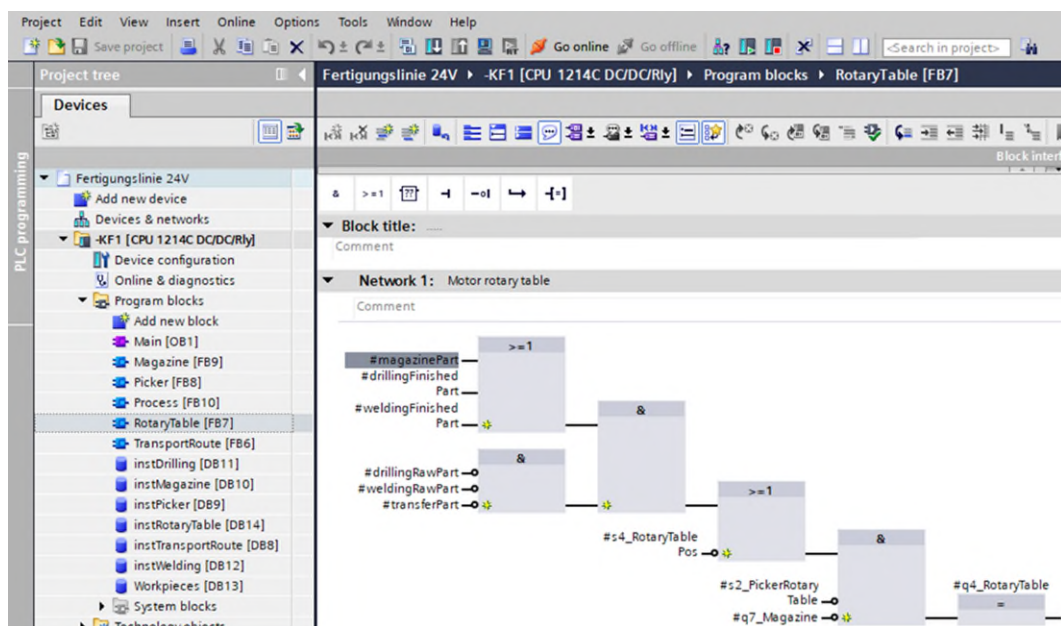 Project Edit View Insert Online Options Tools Window Help
Save project Go online Go offline <Search in project>
Project tree
Fertigungslinie 24V -KF1 [CPU 1214C DC/DC/Rly] Program blocks RotaryTable [FB7]
Devices
PLC programming
Block interf
Fertigungslinie 24V
Add new device
Devices & networks
-KF1 [CPU 1214C DC/DC/Rly]
Device configuration
Online & diagnostics
Program blocks
Add new block
Main [OB1]
Magazine [FB9]
Picker [FB8]
Process [FB10]
RotaryTable [FB7]
TransportRoute [FB6]
instDrilling [DB11]
instMagazine [DB10]
instPicker [DB9]
instRotaryTable [DB14]
instTransportRoute [DB8]
instWelding [DB12]
Workpieces [DB13]
System blocks
Technology objects
& >=1 ?? -| -o| [=]
Block title: .....
Comment
Network 1: Motor rotary table
Comment
>=1
#magazinePart
#drillingFinished
Part
#weldingFinished
Part
&
&
#drillingRawPart
#weldingRawPart
#transferPart
>=1
#s4_RotaryTable
Pos
&
#s2_PickerRotary
Table
#q7_Magazine
#q4_RotaryTable
=